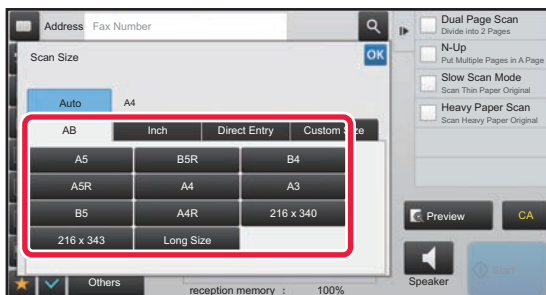 Address Fax Number
Scan Size
OK
Auto A4
AB Inch Direct Entry Custom Size
A5 B5R B4
A5R A4 A3
B5 A4R 216 x 340
216 x 343 Long Size
Others
reception memory : 100%
Dual Page Scan
Divide into 2 Pages
N-Up
Put Multiple Pages in A Page
Slow Scan Mode
Scan Thin Paper Original
Heavy Paper Scan
Scan Heavy Paper Original
Preview CA
Speaker Start